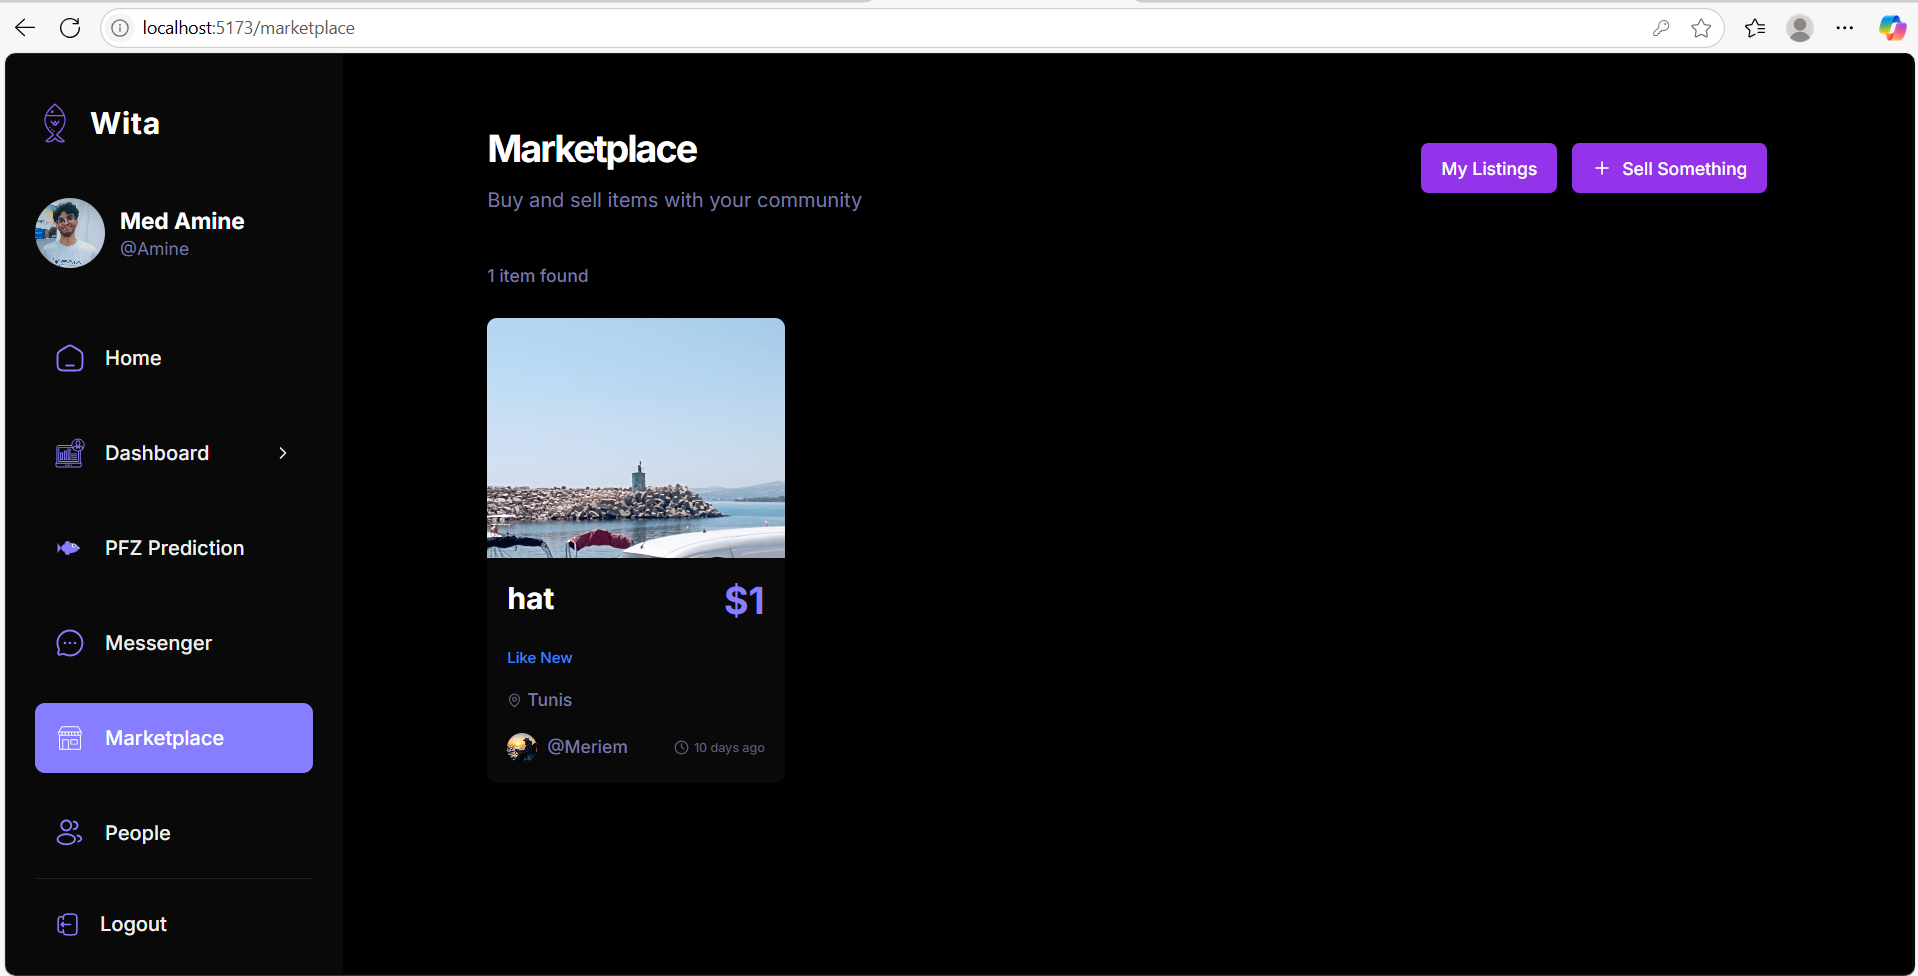 localhost:5173/marketplace
Wita
Med Amine
@Amine
Home
Dashboard
PFZ Prediction
Messenger
Marketplace
People
Logout
Marketplace
Buy and sell items with your community
My Listings
+ Sell Something
1 item found
hat
$1
Like New
Tunis
@Meriem
10 days ago